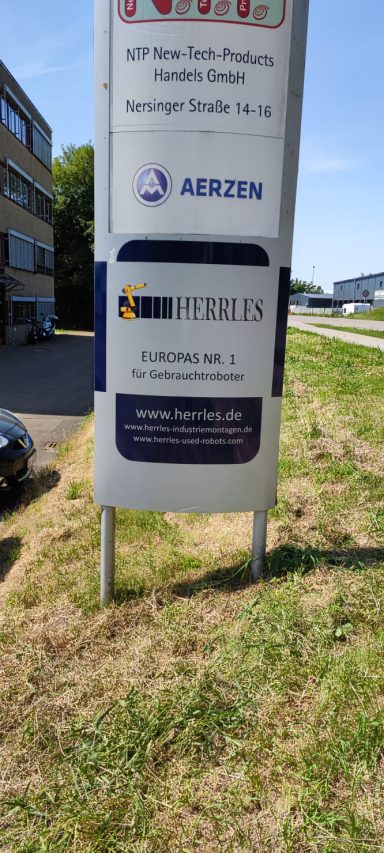 NTP New-Tech-Products
Handels GmbH
Nersinger Straße 14-16
AERZEN
HERRLES
EUROPAS NR. 1
für Gebrauchtroboter
www.herrles.de
www.herrles-industriemontagen.de
www.herrles-used-robots.com